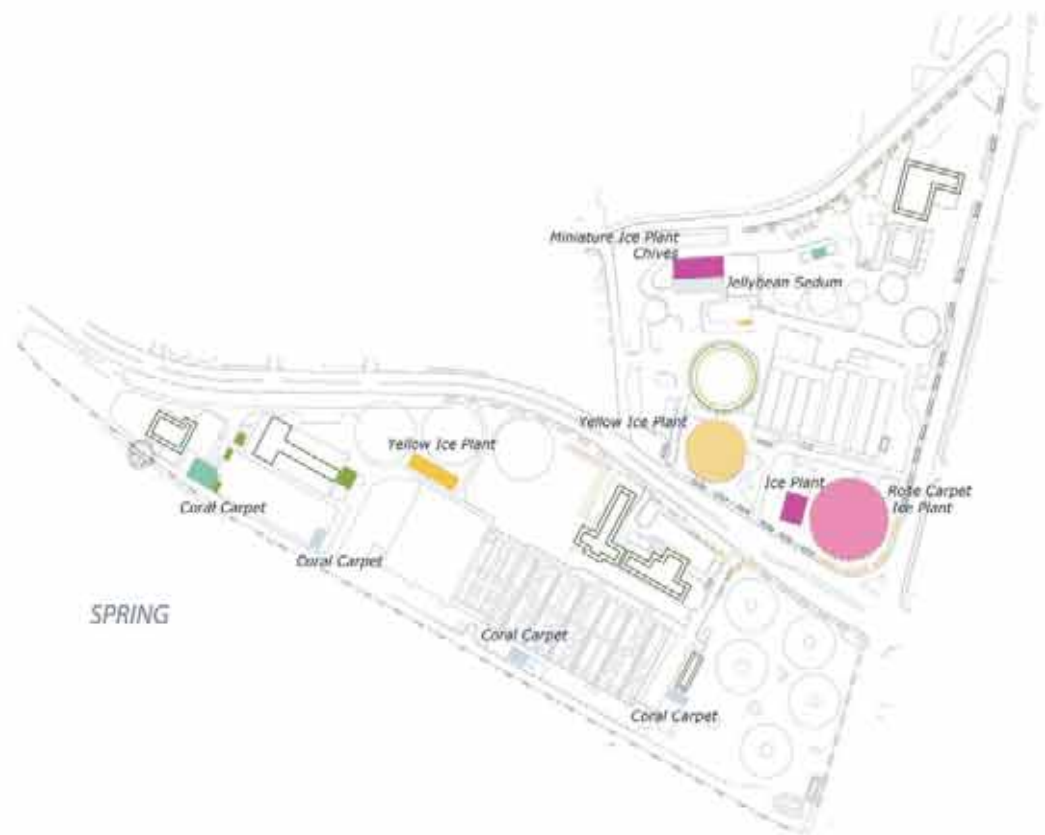 Miniature Ice Plant
Chives
Jellybean Sedum
Yellow Ice Plant
Yellow Ice Plant
Ice Plant
Rose Carpet
Ice Plant
Coral Carpet
Coral Carpet
SPRING
Coral Carpet
Coral Carpet